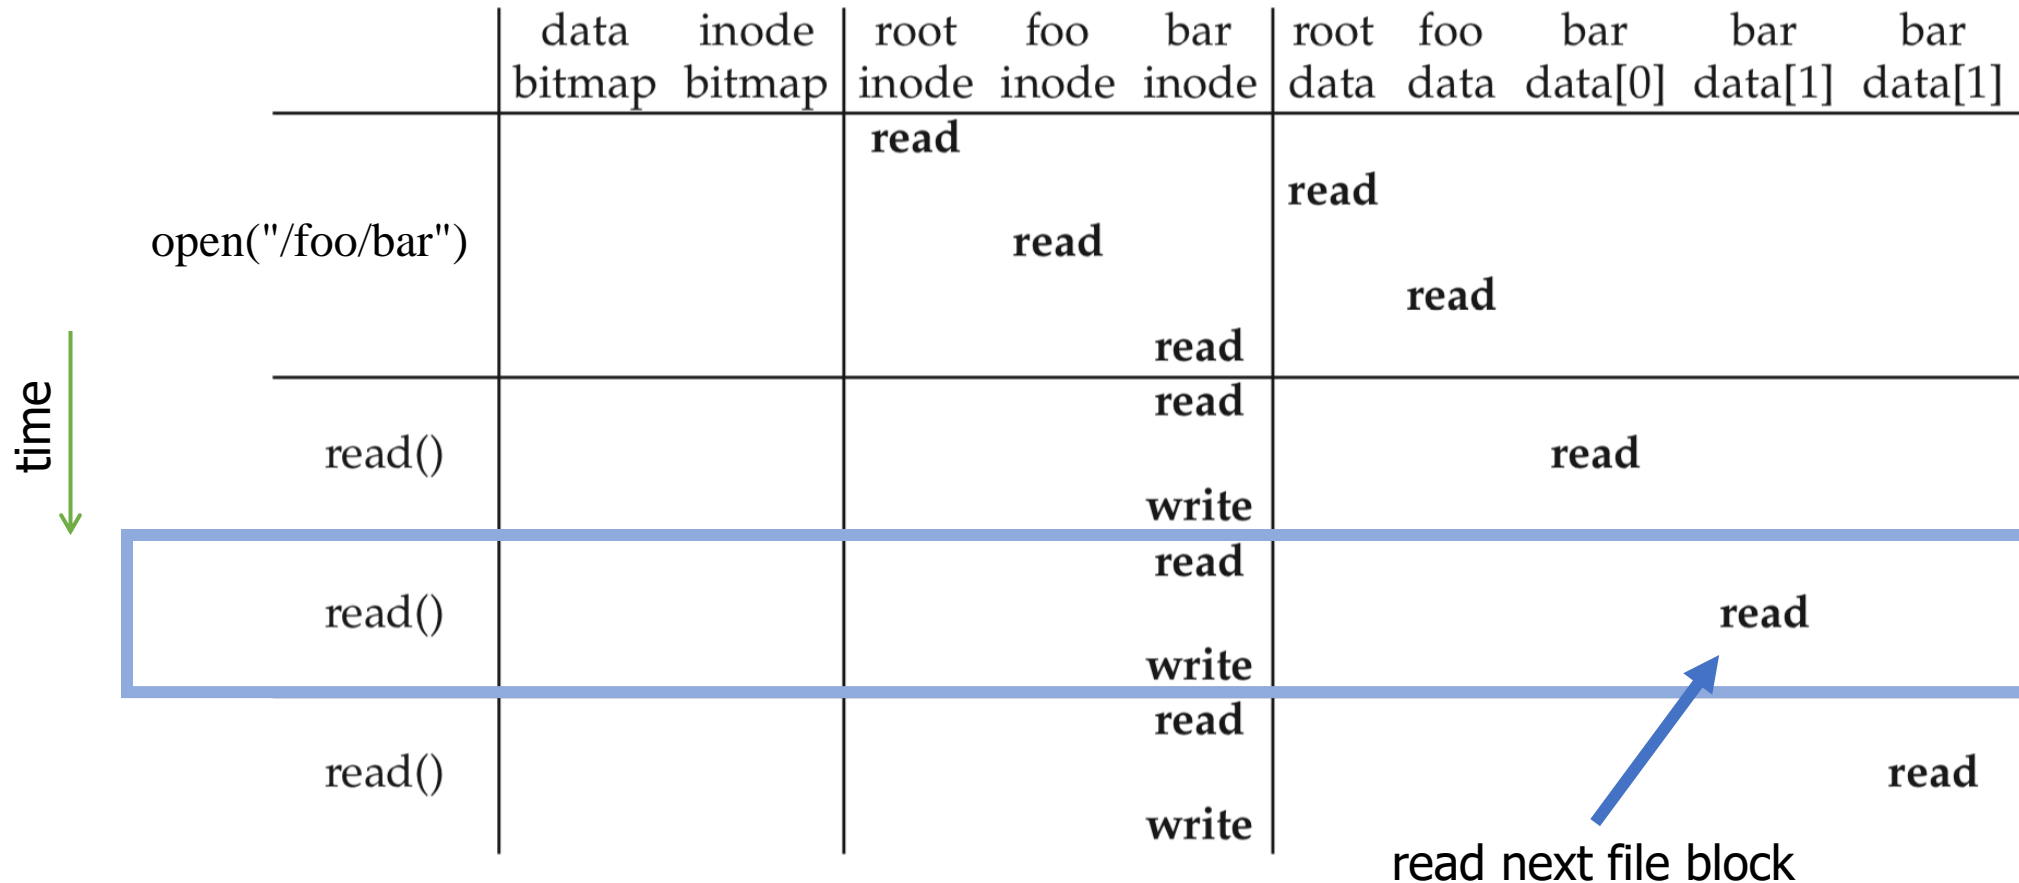 data inode root foo bar root foo bar bar bar
bitmap bitmap inode inode inode data data data[0] data[1] data[1]
read
read
open("/foo/bar") read
read
read
read
read() read
write
read
read() read
write
read
read() read
write
time
read next file block